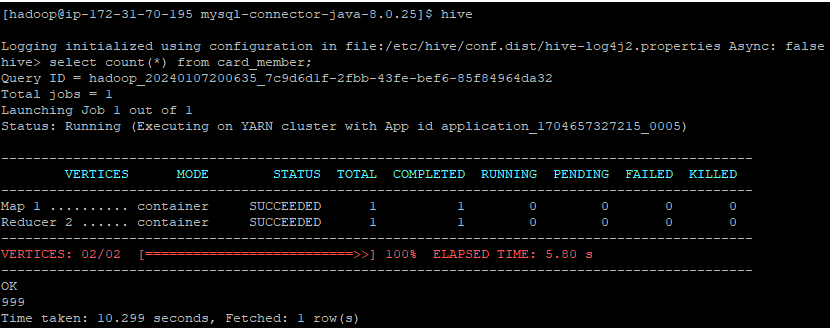 [hadoop@ip-172-31-70-195 mysql-connector-java-8.0.25]$ hive
Logging initialized using configuration in file:/etc/hive/conf.dist/hive-log4j2.properties Async: false
hive> select count(*) from card_member;
Query ID = hadoop_20240107200635_7c9d6d1f-2fbb-43fe-bef6-85f84964da32
Total jobs = 1
Launching Job 1 out of 1
Status: Running (Executing on YARN cluster with App id application_1704657327215_0005)
----------------------------------------------------------------------------------------------
VERTICES MODE STATUS TOTAL COMPLETED RUNNING PENDING FAILED KILLED
----------------------------------------------------------------------------------------------
Map 1 .......... container SUCCEEDED 1 1 0 0 0 0
Reducer 2 ...... container SUCCEEDED 1 1 0 0 0 0
----------------------------------------------------------------------------------------------
VERTICES: 02/02 [==========================>>] 100% ELAPSED TIME: 5.80 s
----------------------------------------------------------------------------------------------
OK
999
Time taken: 10.299 seconds, Fetched: 1 row(s)